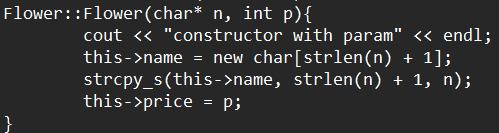 Flower::Flower(char* n, int p){
        cout << "constructor with param" << endl;
        this->name = new char[strlen(n) + 1];
        strcpy_s(this->name, strlen(n) + 1, n);
        this->price = p;
}